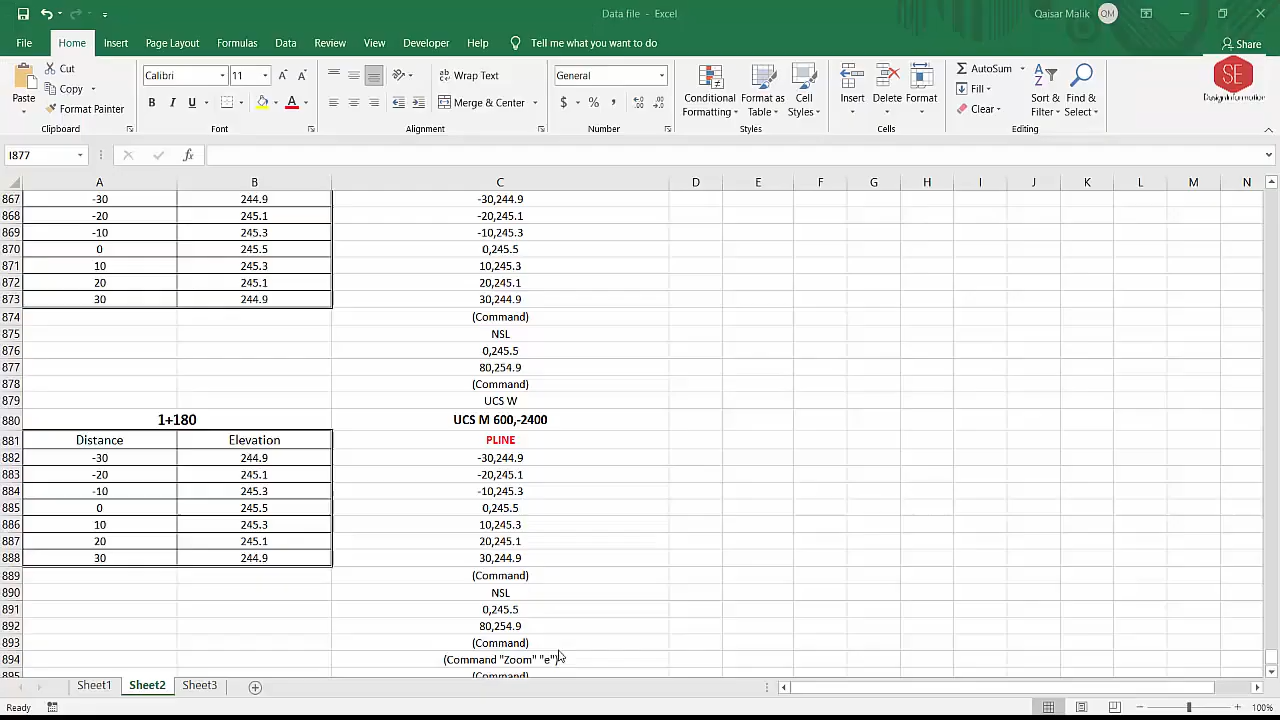 Data file - Excel
Qaisar Malik QM
File Home Insert Page Layout Formulas Data Review View Developer Help Tell me what you want to do Share
Paste
Cut
Copy
Format Painter
Clipboard
Calibri 11
B I U
Font
Wrap Text
Merge & Center
Alignment
General
$ % ,
Number
Conditional Formatting
Format as Table
Cell Styles
Styles
Insert
Delete
Format
Cells
AutoSum
Fill
Clear
Sort & Filter
Find & Select
Editing
SE
Design Information
I877
fx
A B C D E F G H I J K L M N
867 -30 244.9 -30,244.9
868 -20 245.1 -20,245.1
869 -10 245.3 -10,245.3
870 0 245.5 0,245.5
871 10 245.3 10,245.3
872 20 245.1 20,245.1
873 30 244.9 30,244.9
874 (Command)
875 NSL
876 0,245.5
877 80,254.9
878 (Command)
879 UCS W
880 1+180 UCS M 600,-2400
881 Distance Elevation PLINE
882 -30 244.9 -30,244.9
883 -20 245.1 -20,245.1
884 -10 245.3 -10,245.3
885 0 245.5 0,245.5
886 10 245.3 10,245.3
887 20 245.1 20,245.1
888 30 244.9 30,244.9
889 (Command)
890 NSL
891 0,245.5
892 80,254.9
893 (Command)
894 (Command "Zoom" "e")
895 (Command)
Sheet1 Sheet2 Sheet3
Ready
100%